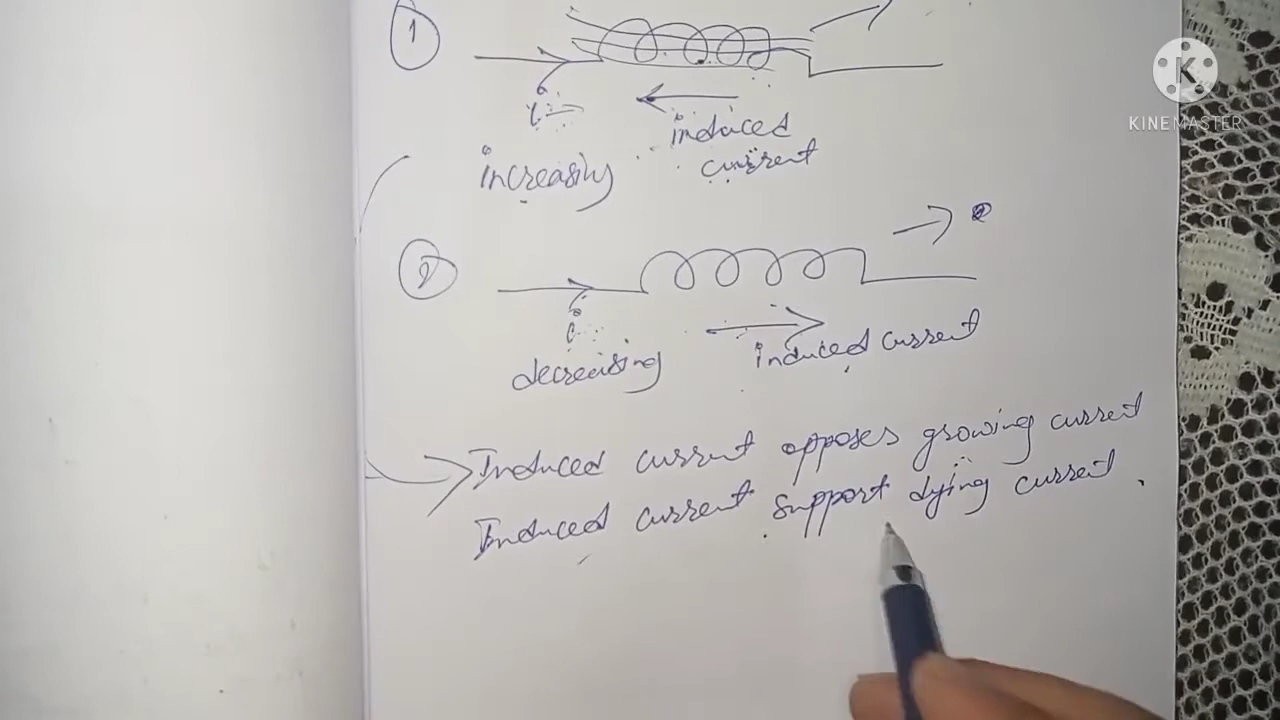 1
i
induced
current
increasing
KINEMASTER
2
i
decreasing
induced current
Induced current opposes growing current
Induced current support dying current.